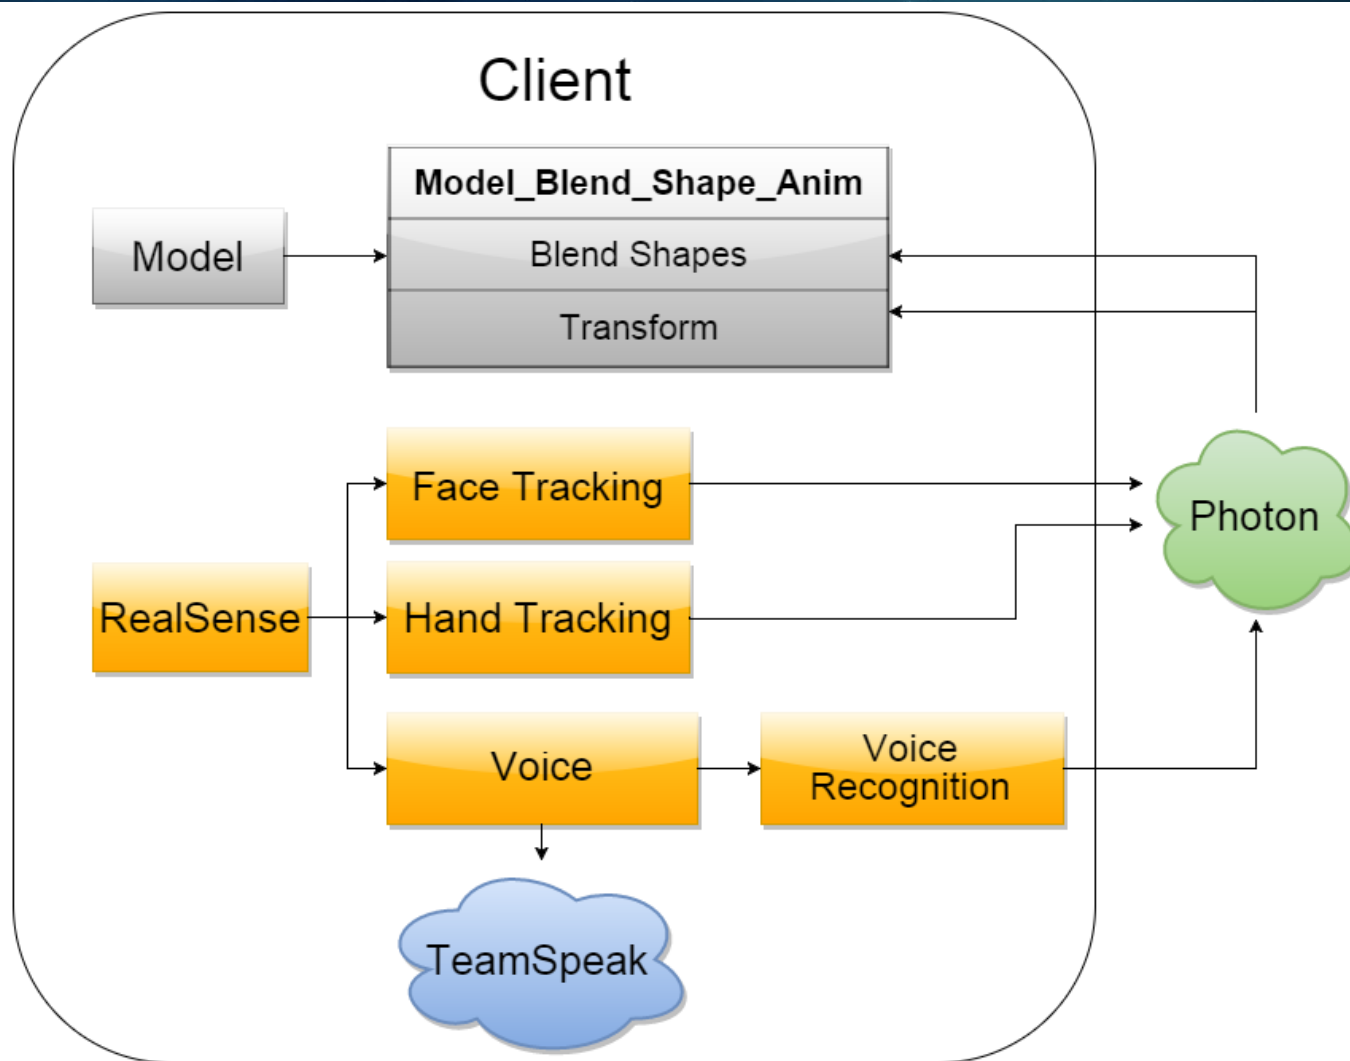 Client
Model_Blend_Shape_Anim
Model
Blend Shapes
Transform
Face Tracking
Photon
RealSense
Hand Tracking
Voice
Voice
Recognition
TeamSpeak